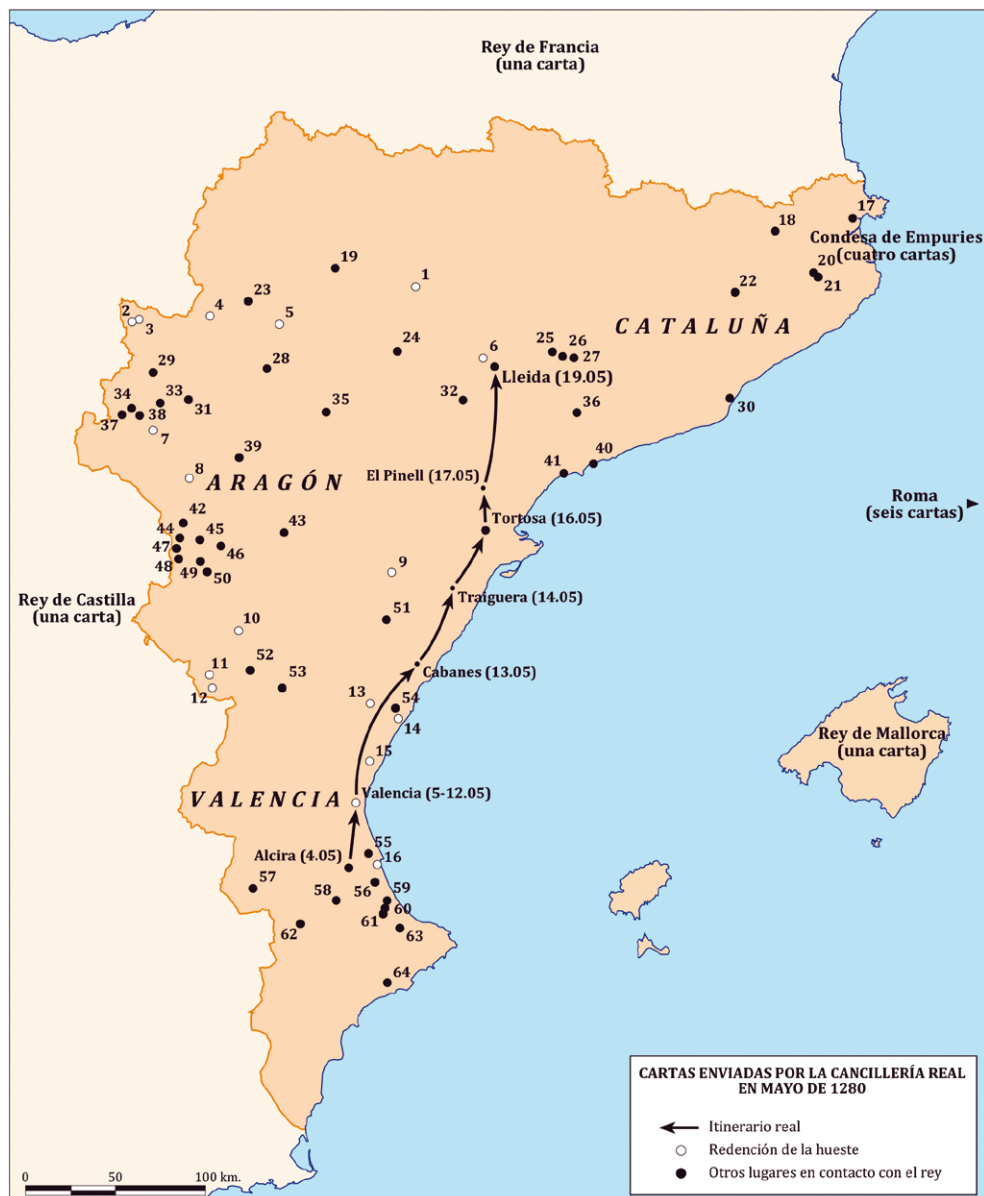 Rey de Francia
(una carta)
17
18
Condesa de Empuries
(cuatro cartas)
19
20
21
1
22
23
4
5
2
3
CATALUÑA
24
25
26
27
6
29
28
Lleida (19.05)
34
33
31
32
35
36
30
37
38
7
39
40
41
8
ARAGÓN
El Pinell (17.05)
Roma
(seis cartas)
42
43
44
45
Tortosa (16.05)
46
47
48
49
50
9
Rey de Castilla
(una carta)
Traiguera (14.05)
51
10
11
52
53
Cabanes (13.05)
12
13
54
14
Rey de Mallorca
(una carta)
15
VALENCIA
Valencia (5-12.05)
55
Alcira (4.05)
16
57
58
56
59
60
61
62
63
64
CARTAS ENVIADAS POR LA CANCILLERÍA REAL
EN MAYO DE 1280
Itinerario real
Redención de la hueste
Otros lugares en contacto con el rey
0
50
100 km.